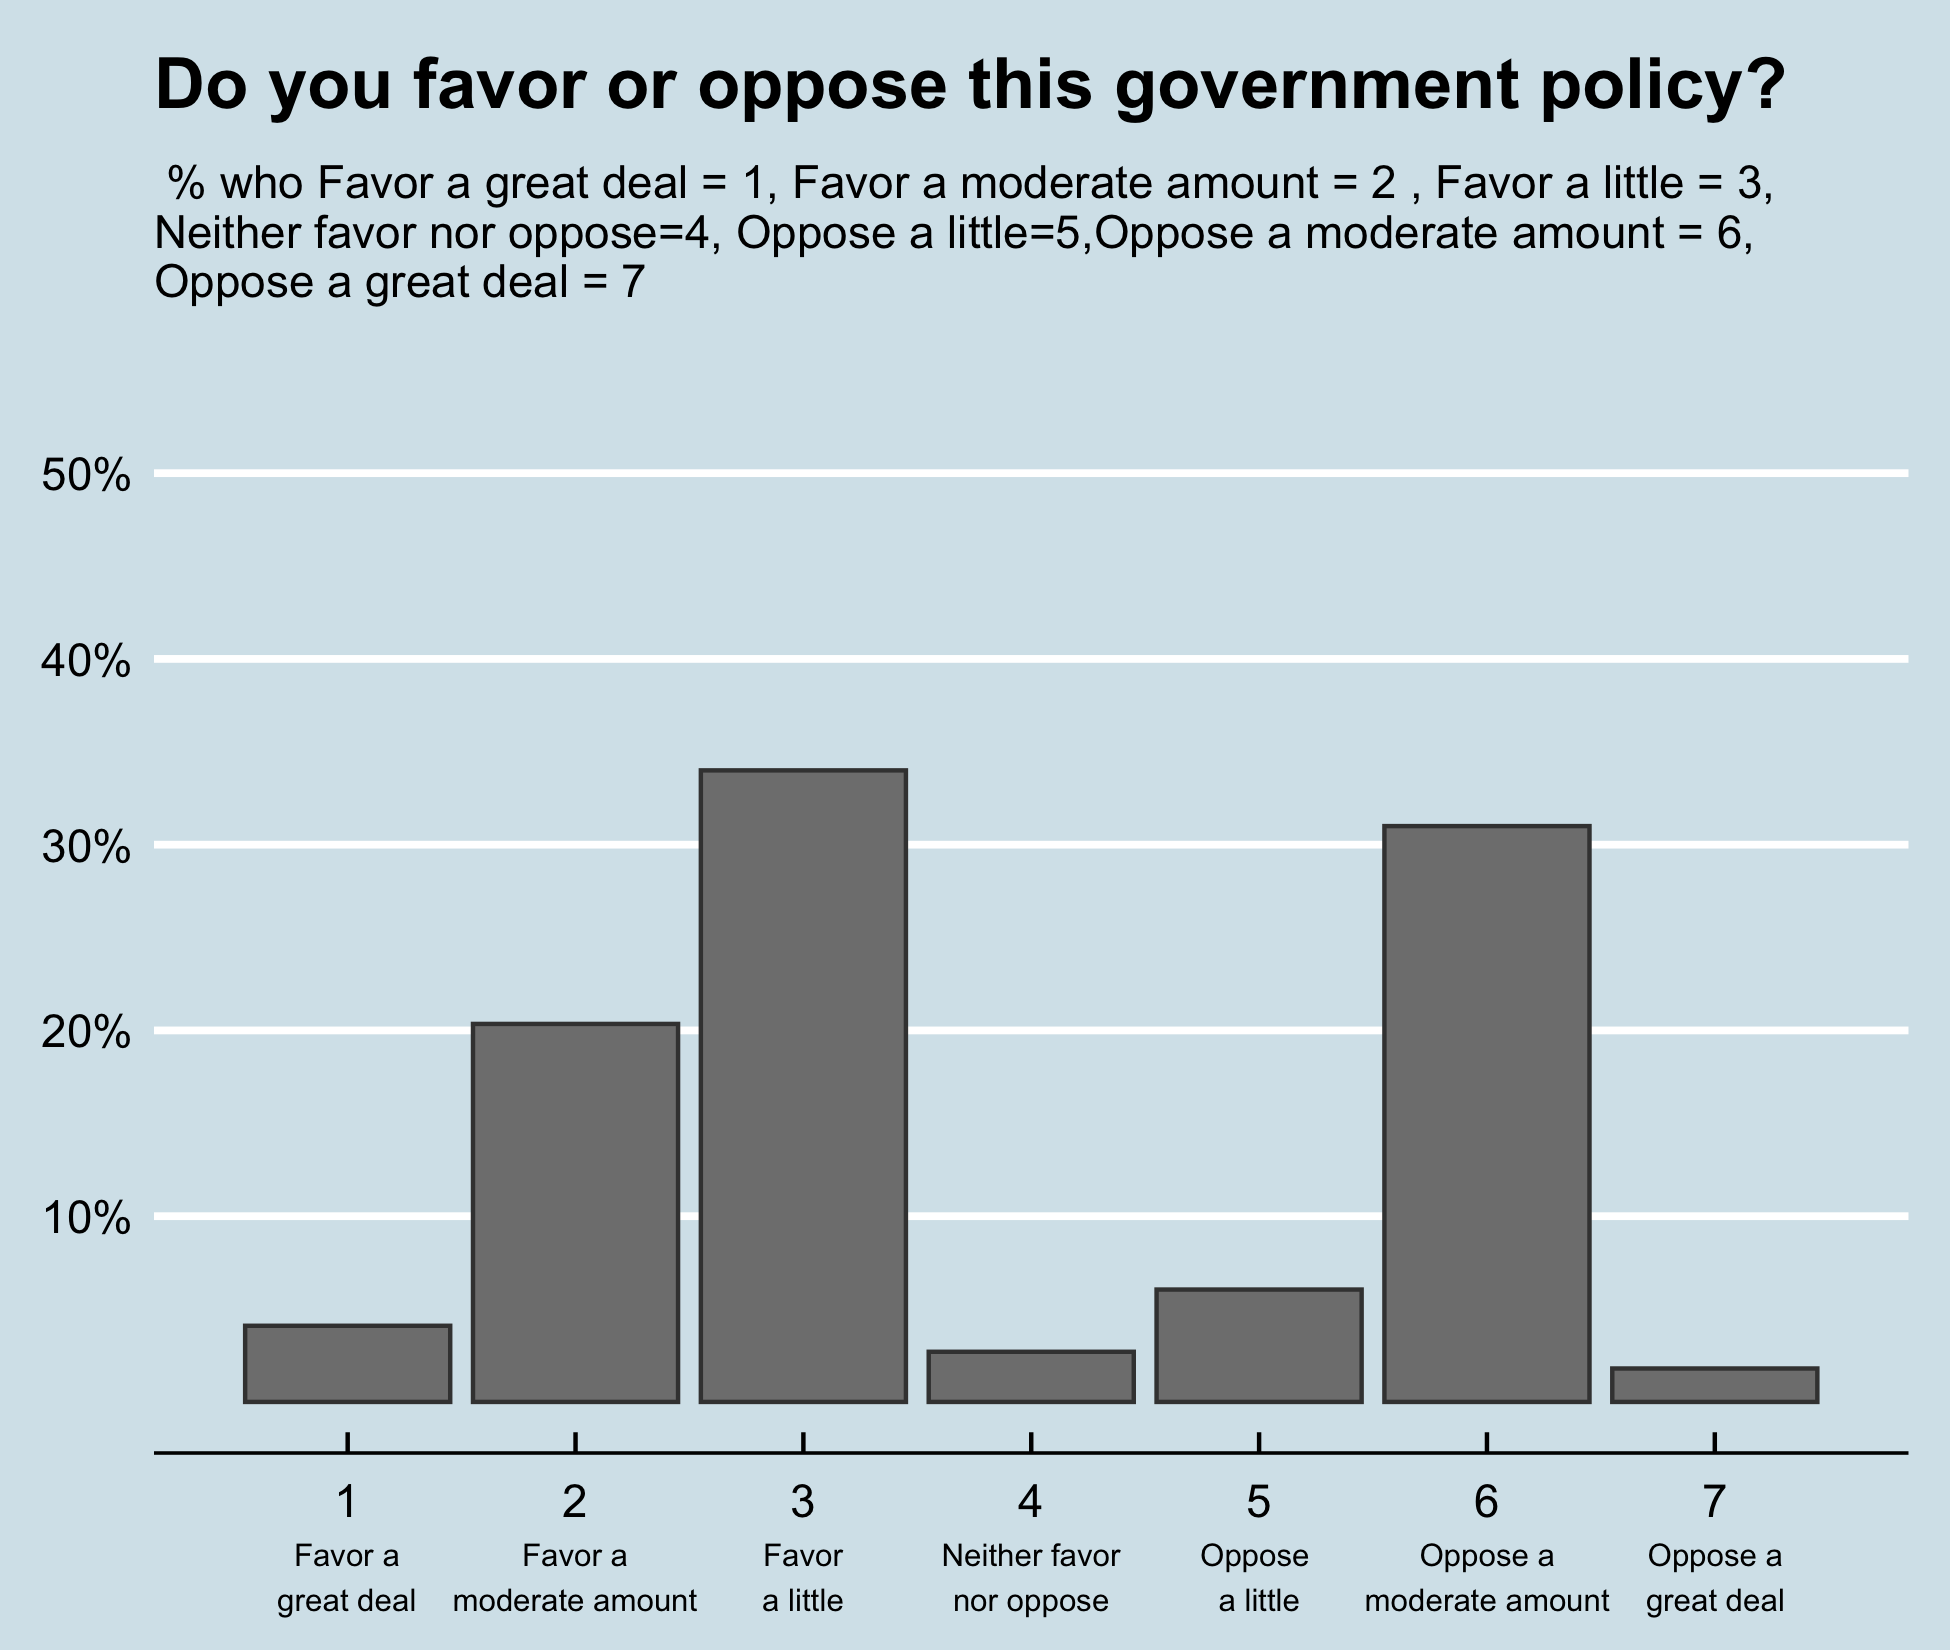 Do you favor or oppose this government policy?
% who Favor a great deal = 1, Favor a moderate amount = 2 , Favor a little = 3,
Neither favor nor oppose=4, Oppose a little=5,Oppose a moderate amount = 6,
Oppose a great deal = 7
50%
40%
30%
20%
10%
1 2 3 4 5 6 7
Favor a Favor a Favor Neither favor Oppose Oppose a Oppose a
great deal moderate amount a little nor oppose a little moderate amount great deal